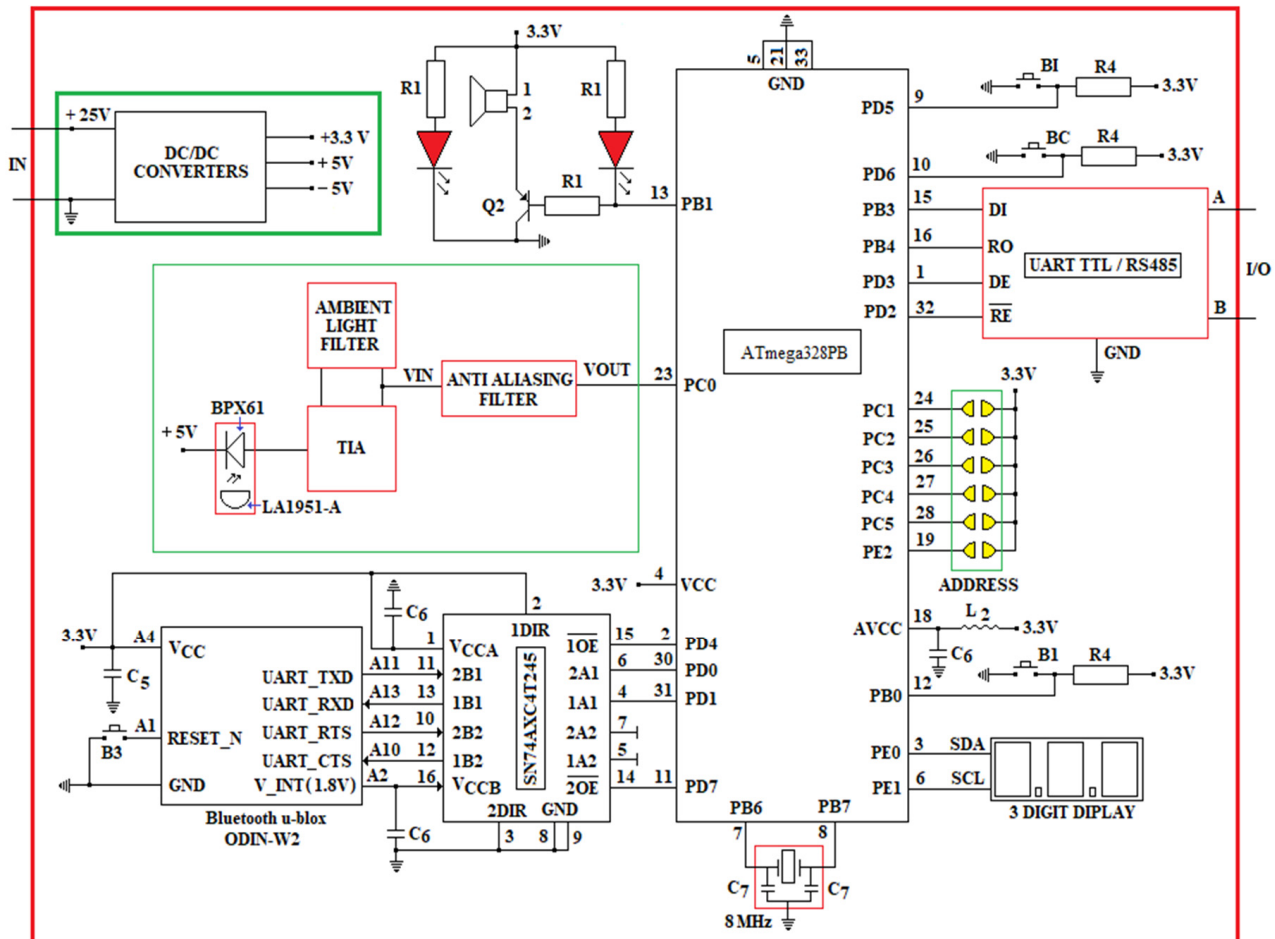 IN
+ 25V
DC/DC
CONVERTERS
+3.3 V
+ 5V
− 5V
3.3V
R1
1
2
R1
Q2
R1
13 PB1
5 21 33
GND
PD5 9
BI
R4
3.3V
PD6 10
BC
R4
3.3V
PB3 15 DI
PB4 16 RO
PD3 1 DE
PD2 32 RE
UART TTL / RS485
A
B
I/O
GND
ATmega328PB
AMBIENT
LIGHT
FILTER
VIN
ANTI ALIASING
FILTER
VOUT
23 PC0
BPX61
+ 5V
TIA
LA1951-A
3.3V
PC1 24
PC2 25
PC3 26
PC4 27
PC5 28
PE2 19
ADDRESS
3.3V 4 VCC
AVCC 18
L 2
3.3V
C6
PB0 12
B1
R4
3.3V
PE0 3 SDA
PE1 6 SCL
3 DIGIT DIPLAY
3.3V A4 VCC
C5
A1 RESET_N
B3
GND
UART_TXD A11
UART_RXD A13
UART_RTS A12
UART_CTS A10
V_INT(1.8V) A2
Bluetooth u-blox
ODIN-W2
C6
C6
2
1DIR
1 VCCA
11 2B1
13 1B1
10 2B2
12 1B2
16 VCCB
SN74AXC4T245
1OE 15
2A1 6
1A1 4
2A2 7
1A2 5
2OE 14
2DIR GND
3 8 9
2 PD4
30 PD0
31 PD1
11 PD7
PB6 PB7
7 8
C7 C7
8 MHz